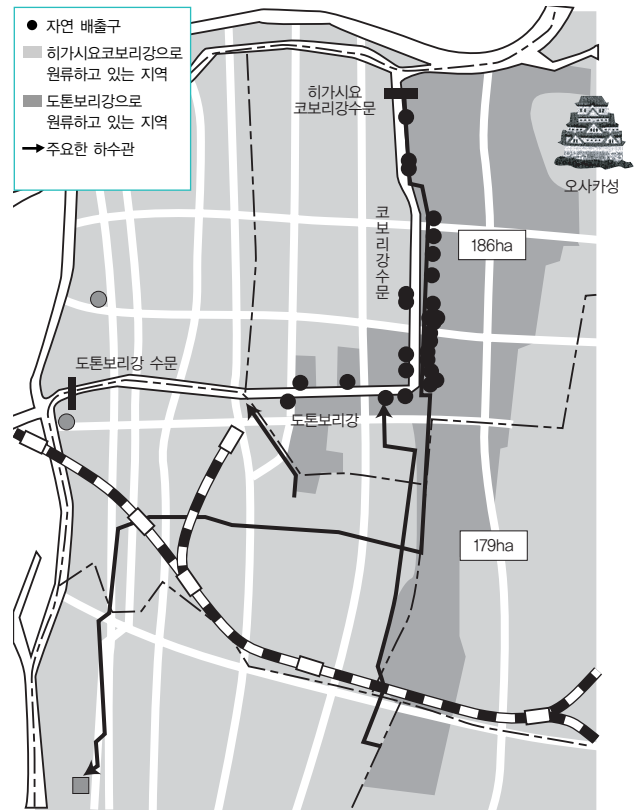 자연 배출구
히가시요코보리강으로
원류하고 있는 지역
도톤보리강으로
원류하고 있는 지역
주요한 하수관
히가시요
코보리강수문
오사카성
코보리강수문
186ha
도톤보리강 수문
도톤보리강
179ha